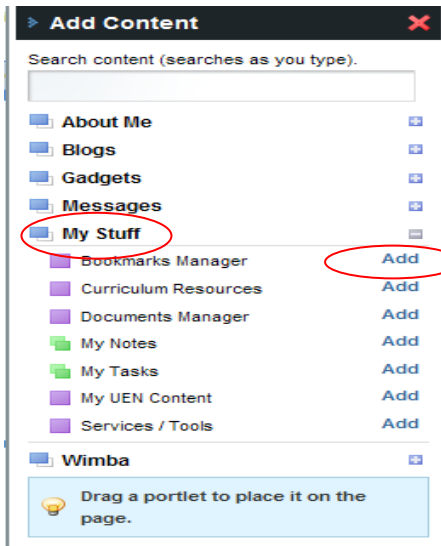 Add Content
Search content (searches as you type).
About Me
Blogs
Gadgets
Messages
My Stuff
Bookmarks Manager Add
Curriculum Resources Add
Documents Manager Add
My Notes Add
My Tasks Add
My UEN Content Add
Services / Tools Add
Wimba
Drag a portlet to place it on the
page.